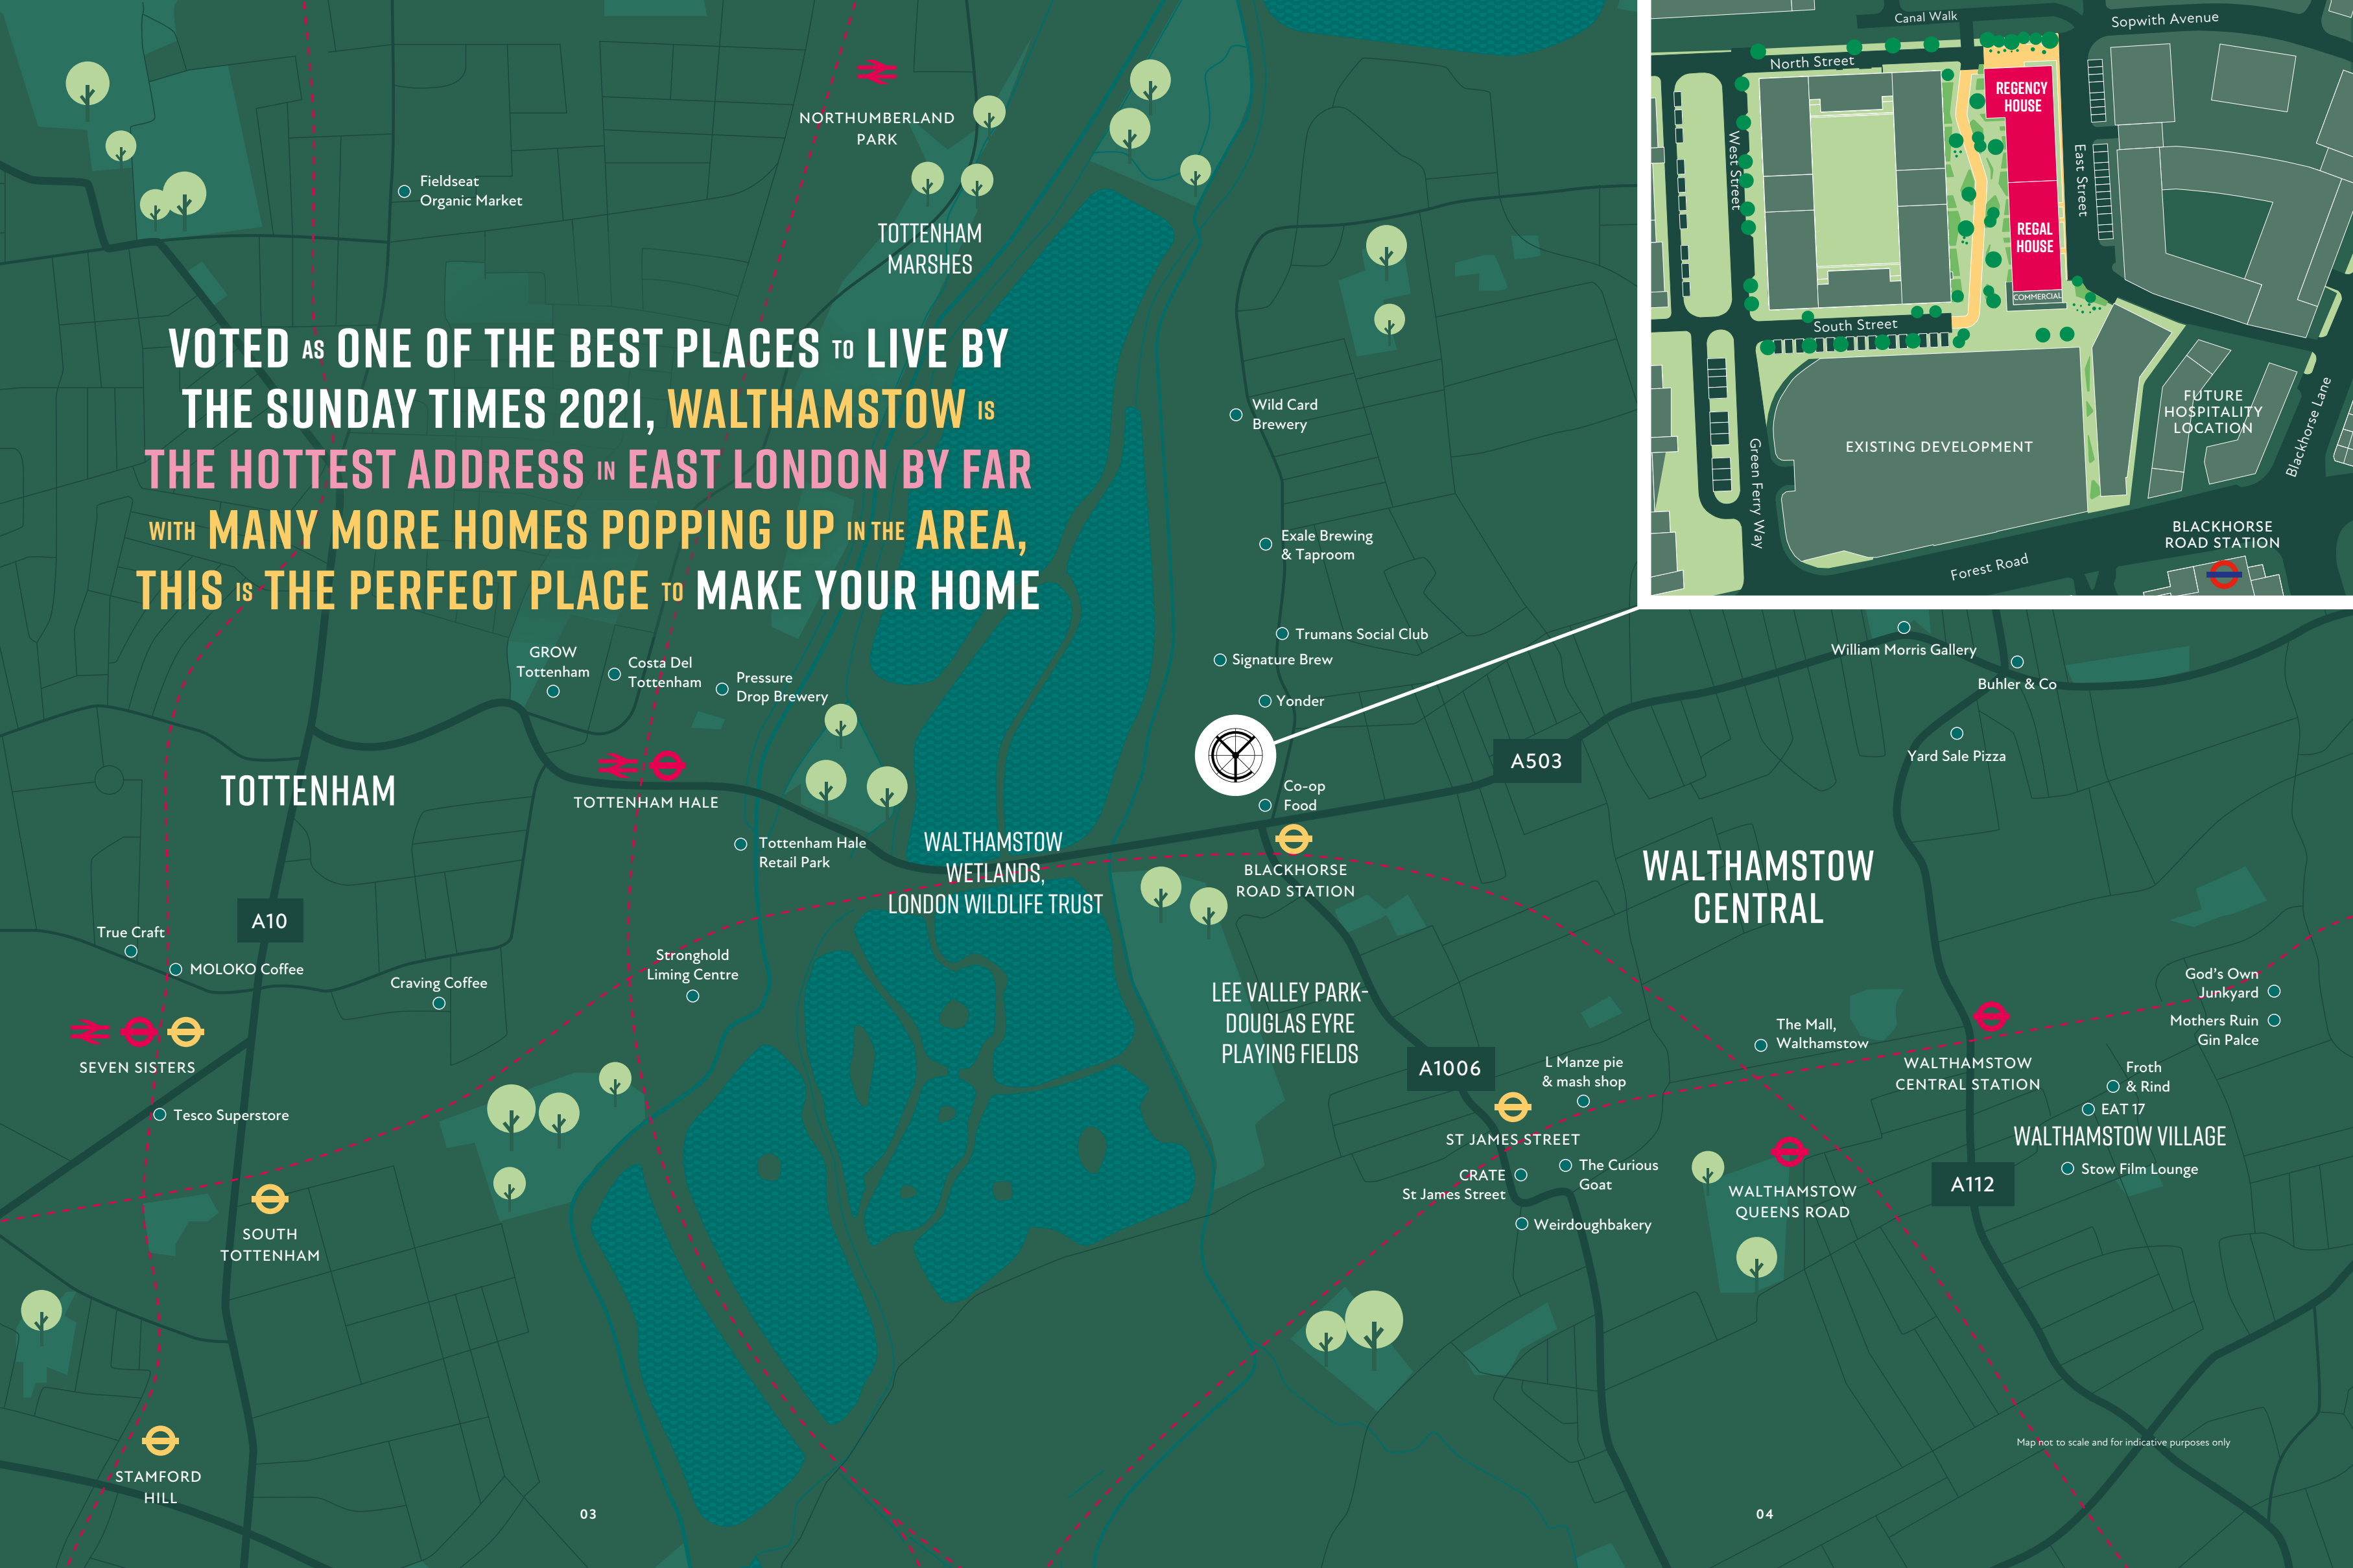 VOTED AS ONE OF THE BEST PLACES TO LIVE BY
THE SUNDAY TIMES 2021, WALTHAMSTOW IS
THE HOTTEST ADDRESS IN EAST LONDON BY FAR
WITH MANY MORE HOMES POPPING UP IN THE AREA,
THIS IS THE PERFECT PLACE TO MAKE YOUR HOME
NORTHUMBERLAND
PARK
Fieldseat
Organic Market
TOTTENHAM
MARSHES
Wild Card
Brewery
Exale Brewing
& Taproom
Trumans Social Club
Signature Brew
Yonder
GROW
Tottenham
Costa Del
Tottenham
Pressure
Drop Brewery
TOTTENHAM
TOTTENHAM HALE
Tottenham Hale
Retail Park
WALTHAMSTOW
WETLANDS,
LONDON WILDLIFE TRUST
Co-op
Food
BLACKHORSE
ROAD STATION
A503
A10
True Craft
MOLOKO Coffee
Craving Coffee
Stronghold
Liming Centre
SEVEN SISTERS
Tesco Superstore
SOUTH
TOTTENHAM
STAMFORD
HILL
03
LEE VALLEY PARK-
DOUGLAS EYRE
PLAYING FIELDS
A1006
L Manze pie
& mash shop
ST JAMES STREET
CRATE
St James Street
The Curious
Goat
Weirdoughbakery
William Morris Gallery
Buhler & Co
Yard Sale Pizza
WALTHAMSTOW
CENTRAL
The Mall,
Walthamstow
WALTHAMSTOW
CENTRAL STATION
God's Own
Junkyard
Mothers Ruin
Gin Palce
Froth
& Rind
EAT 17
WALTHAMSTOW VILLAGE
Stow Film Lounge
A112
WALTHAMSTOW
QUEENS ROAD
Map not to scale and for indicative purposes only
04
Canal Walk
Sopwith Avenue
North Street
West Street
East Street
REGENCY
HOUSE
REGAL
HOUSE
COMMERCIAL
South Street
Green Ferry Way
EXISTING DEVELOPMENT
FUTURE
HOSPITALITY
LOCATION
Blackhorse Lane
Forest Road
BLACKHORSE
ROAD STATION